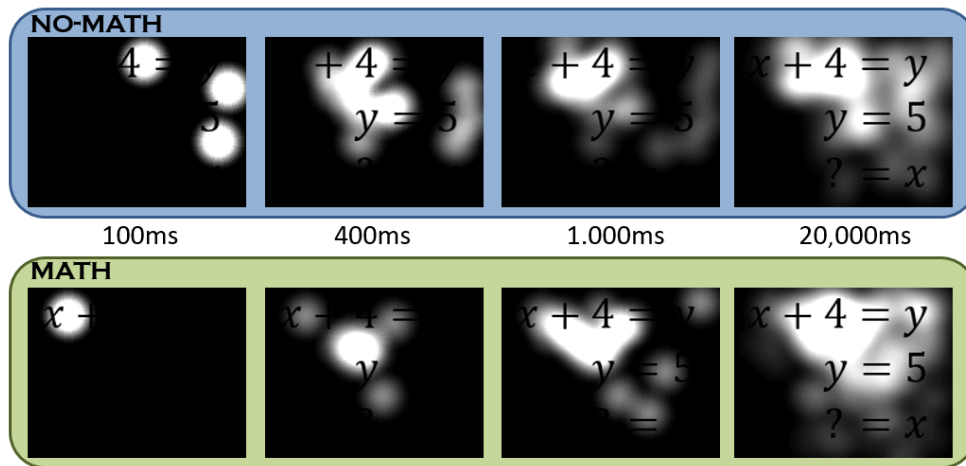 NO-MATH
4 = y
5
+ 4 = y
y = 5
?
+ 4 = y
y = 5
?
x + 4 = y
y = 5
? = x
100ms
400ms
1.000ms
20,000ms
MATH
x +
x + 4 =
y
?
x + 4 = y
y = 5
? =
x + 4 = y
y = 5
? = x